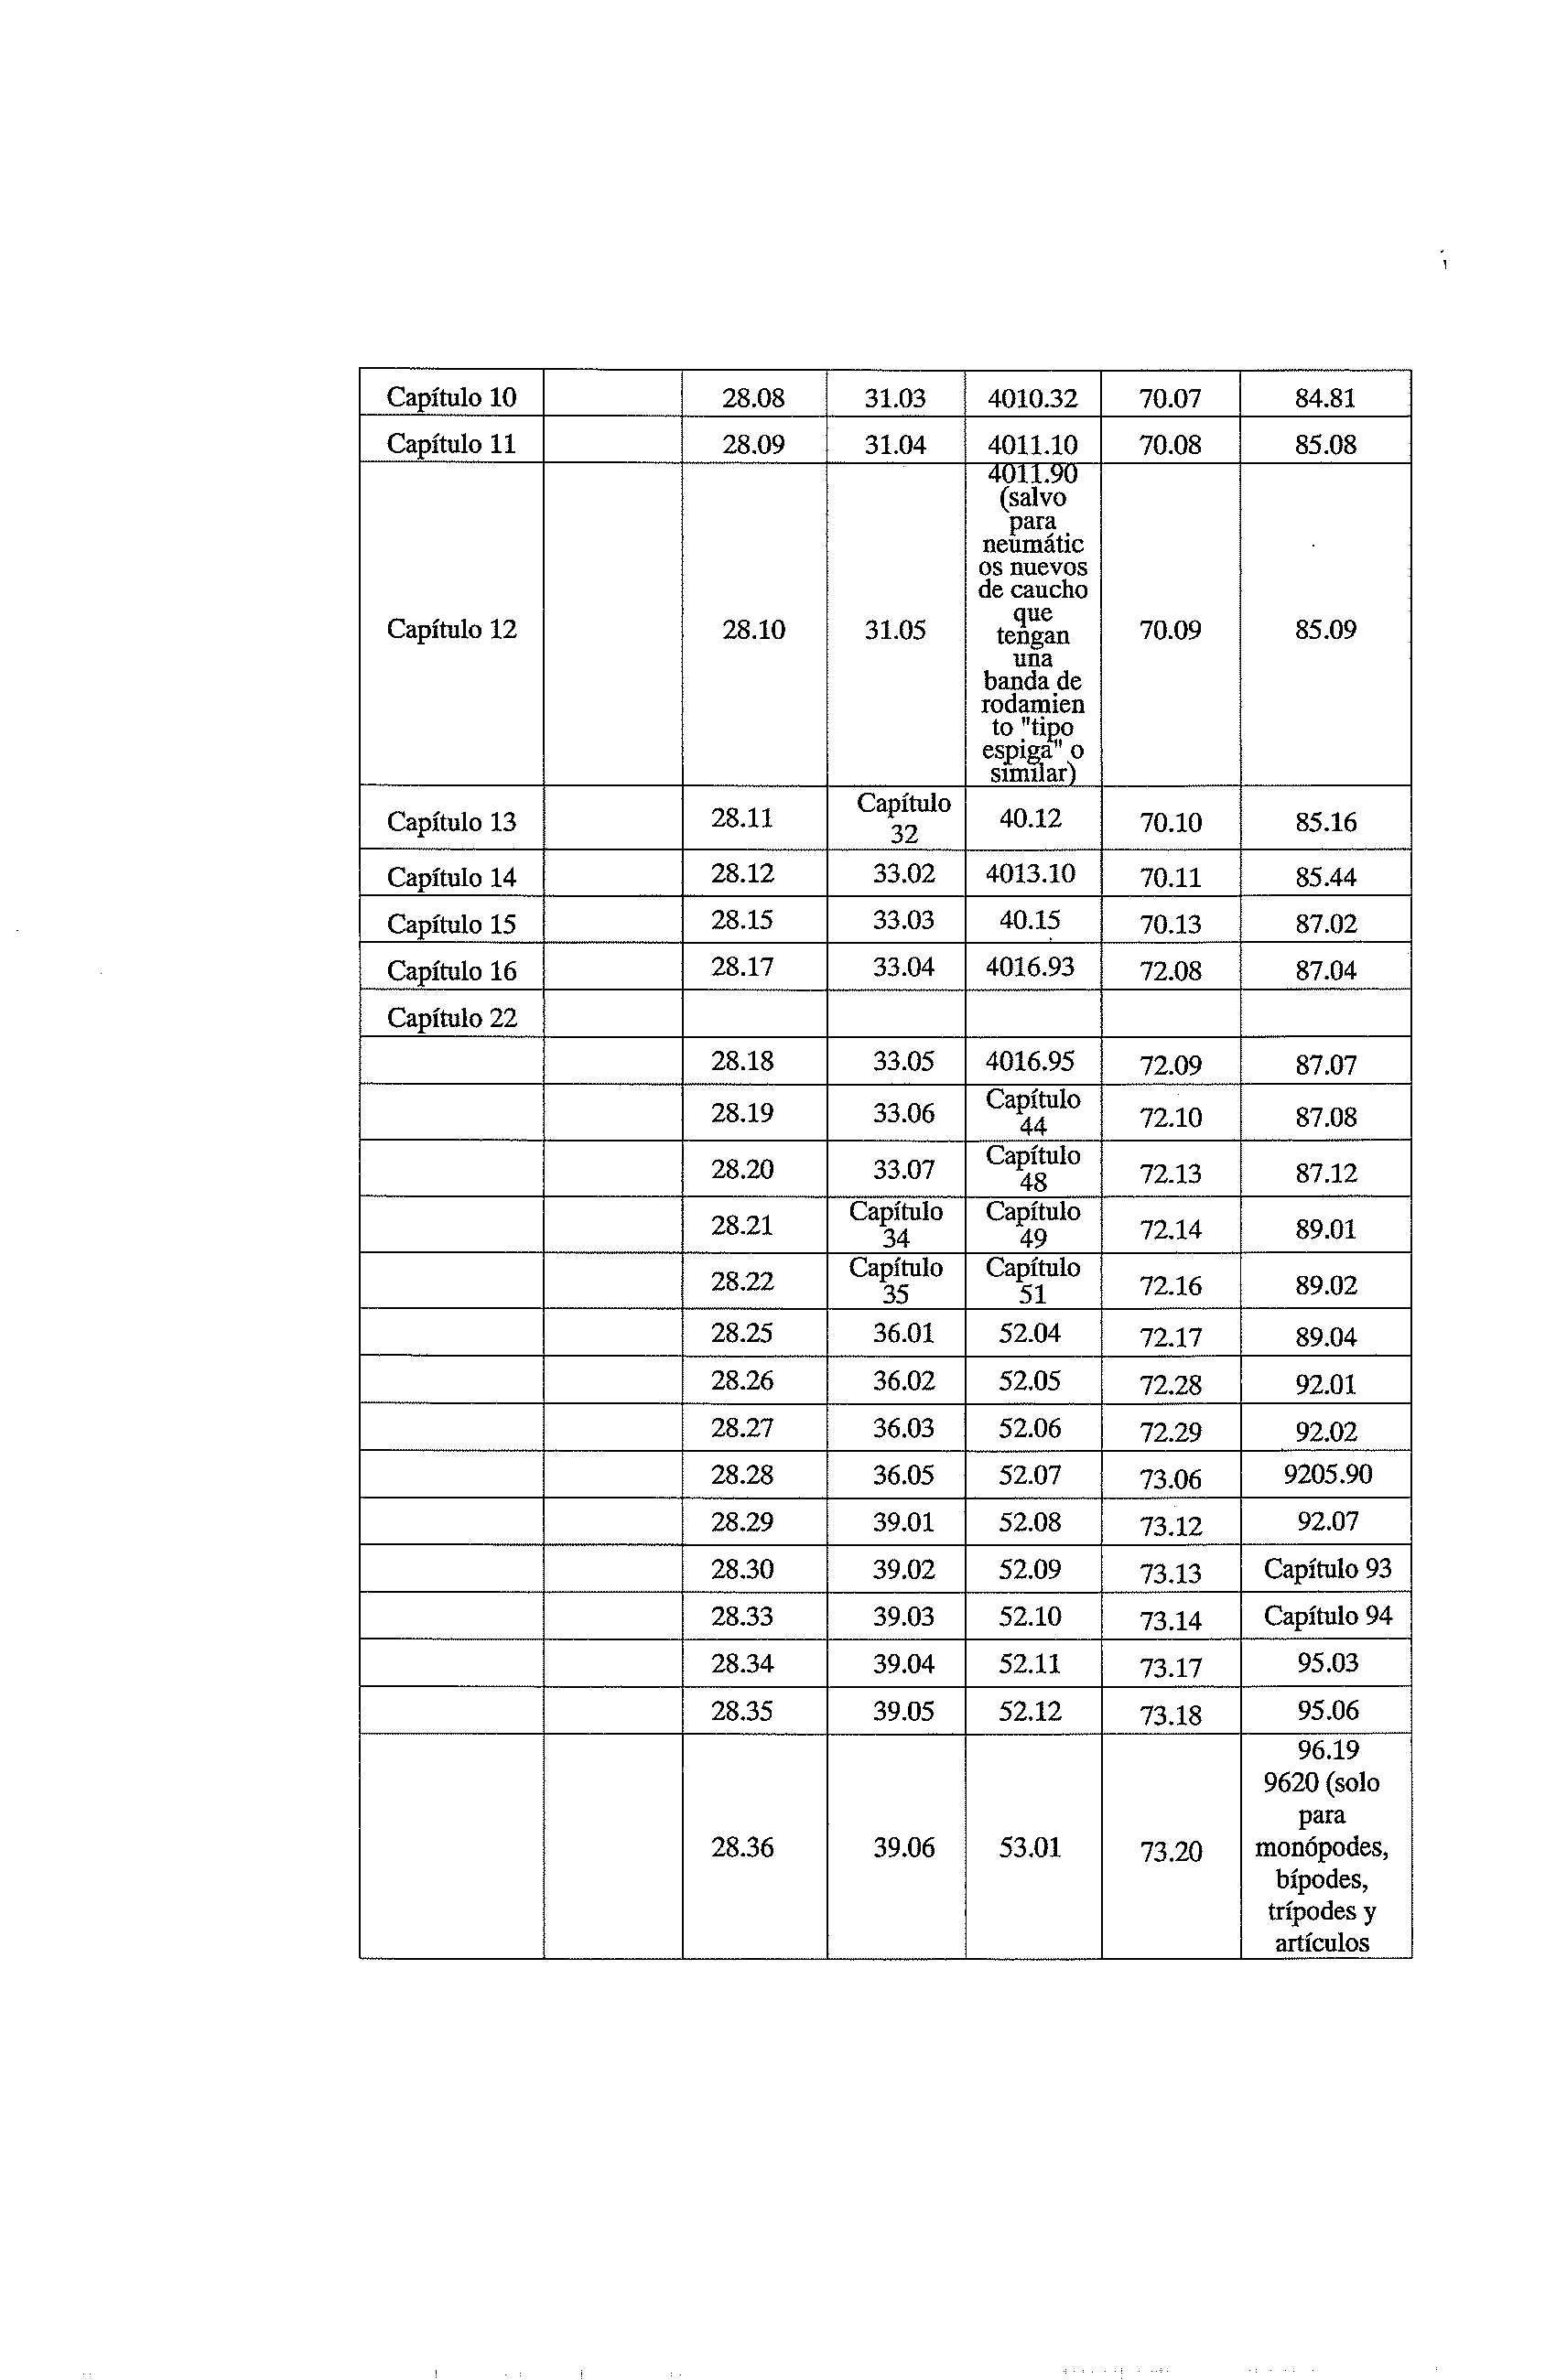 Capítulo 10 28.08 31.03 4010.32 70.07 84.81
Capítulo 11 28.09 31.04 4011.10 70.08 85.08
Capítulo 12 28.10 31.05 4011.90
(salvo
para
neumátic
os nuevos
de caucho
que
tengan
una
banda de
rodamien
to "tipo
espiga" o
similar) 70.09 85.09
Capítulo 13 28.11 Capítulo
32 40.12 70.10 85.16
Capítulo 14 28.12 33.02 4013.10 70.11 85.44
Capítulo 15 28.15 33.03 40.15 70.13 87.02
Capítulo 16 28.17 33.04 4016.93 72.08 87.04
Capítulo 22
28.18 33.05 4016.95 72.09 87.07
28.19 33.06 Capítulo
44 72.10 87.08
28.20 33.07 Capítulo
48 72.13 87.12
28.21 Capítulo
34 Capítulo
49 72.14 89.01
28.22 Capítulo
35 Capítulo
51 72.16 89.02
28.25 36.01 52.04 72.17 89.04
28.26 36.02 52.05 72.28 92.01
28.27 36.03 52.06 72.29 92.02
28.28 36.05 52.07 73.06 9205.90
28.29 39.01 52.08 73.12 92.07
28.30 39.02 52.09 73.13 Capítulo 93
28.33 39.03 52.10 73.14 Capítulo 94
28.34 39.04 52.11 73.17 95.03
28.35 39.05 52.12 73.18 95.06
28.36 39.06 53.01 73.20 96.19
9620 (solo
para
monópodes,
bípodes,
trípodes y
artículos